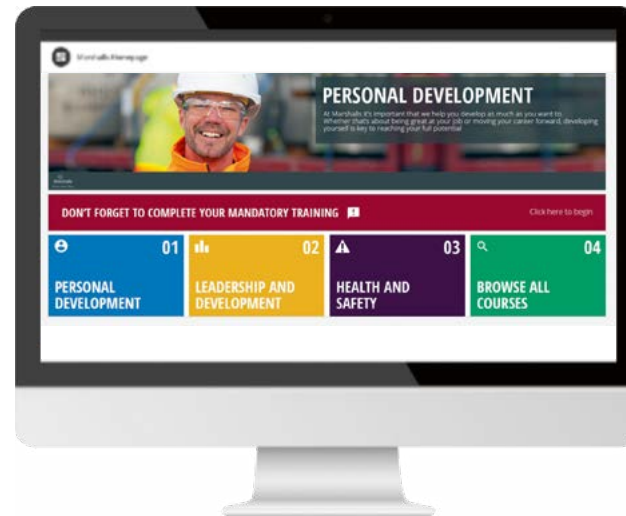 Marshalls Homepage
PERSONAL DEVELOPMENT
At Marshalls it's important that we help you develop as much as you want to.
Whether that's about being great at your job or moving your career forward, developing
yourself is key to reaching your full potential
Marshalls
DON'T FORGET TO COMPLETE YOUR MANDATORY TRAINING
Click here to begin
01
PERSONAL
DEVELOPMENT
02
LEADERSHIP AND
DEVELOPMENT
03
HEALTH AND
SAFETY
04
BROWSE ALL
COURSES